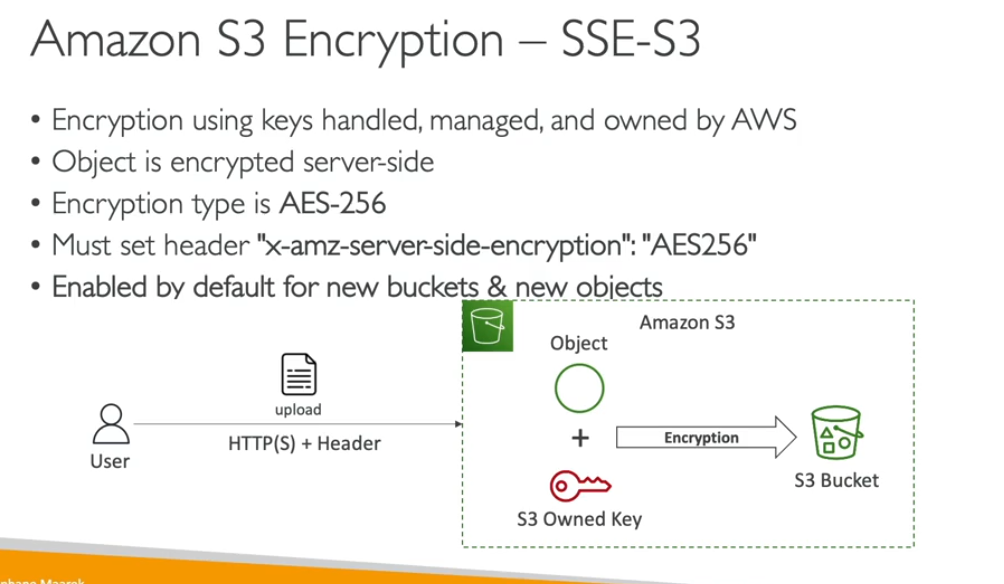 Amazon S3 Encryption – SSE-S3
• Encryption using keys handled, managed, and owned by AWS
• Object is encrypted server-side
• Encryption type is AES-256
• Must set header "x-amz-server-side-encryption": "AES256"
• Enabled by default for new buckets & new objects
Amazon S3
Object
upload
HTTP(S) + Header
User
+
Encryption
S3 Bucket
S3 Owned Key
Maarek